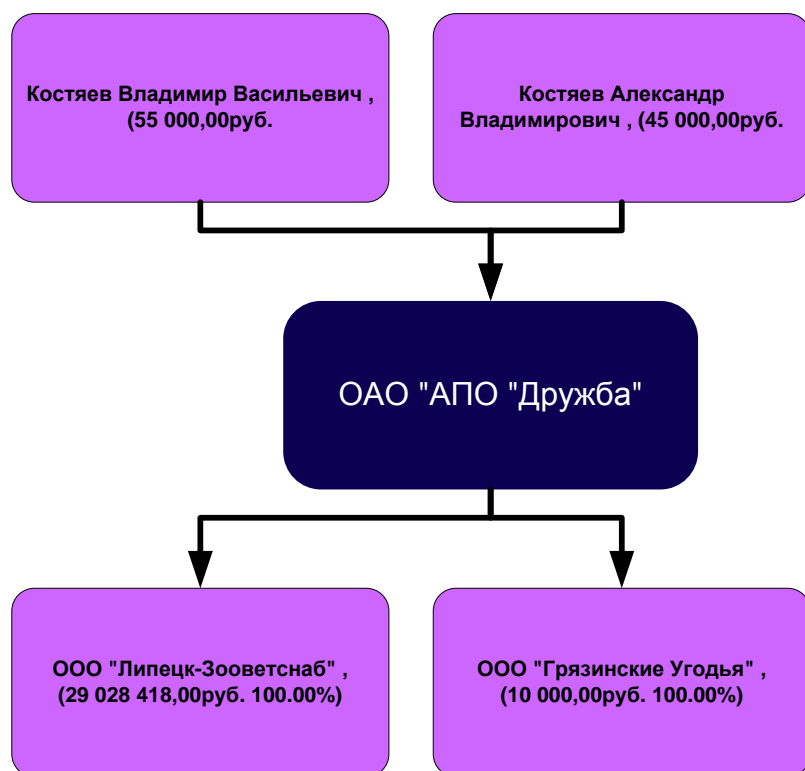 Костяев Владимир Васильевич ,
(55 000,00руб.
Костяев Александр
Владимирович , (45 000,00руб.
ОАО "АПО "Дружба"
ООО "Липецк-Зооветснаб" ,
(29 028 418,00руб. 100.00%)
ООО "Грязинские Угодья" ,
(10 000,00руб. 100.00%)